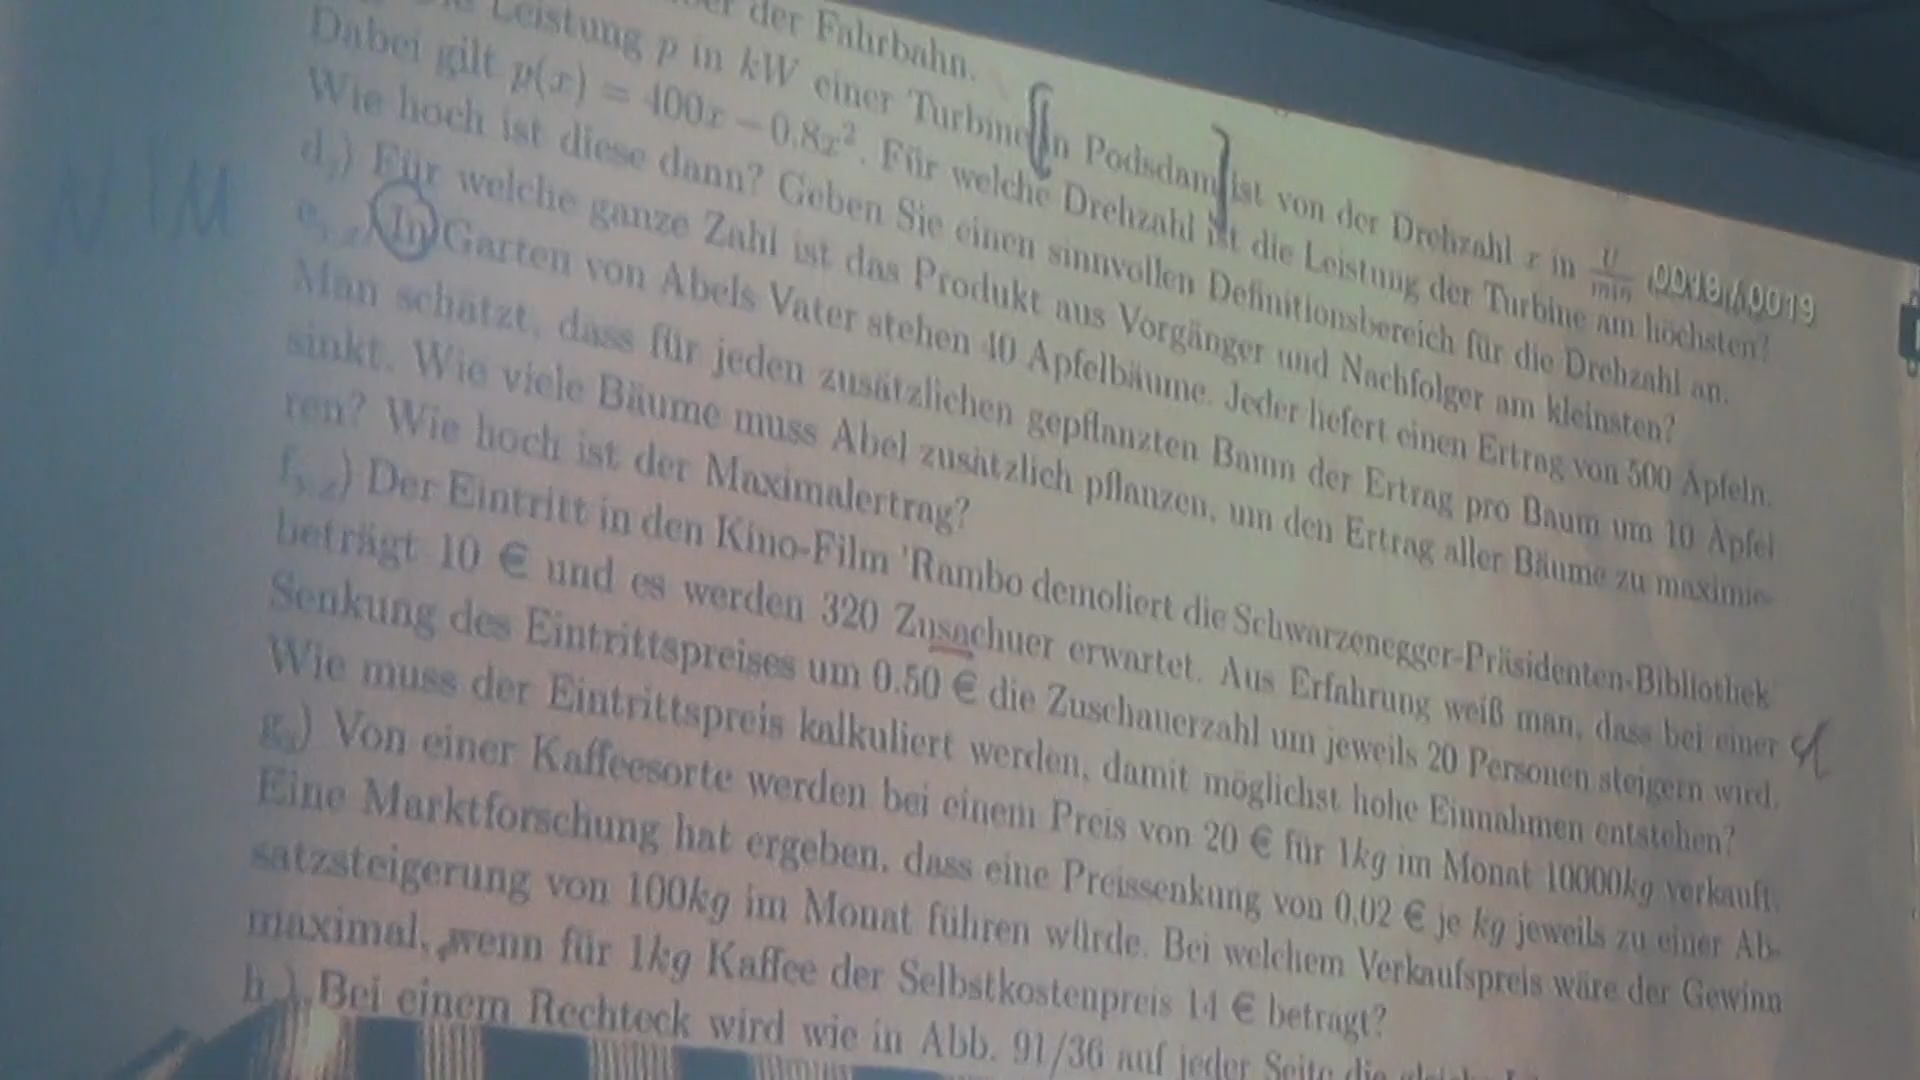 der Fahrbahn.
Leistung p in kW einer Turbine in Podsdam ist von der Drehzahl x in U/min
Dabei gilt p(x) = 400x − 0.8x². Für welche Drehzahl ist die Leistung der Turbine am höchsten?
Wie hoch ist diese dann? Geben Sie einen sinnvollen Definitionsbereich für die Drehzahl an.
d) Für welche ganze Zahl ist das Produkt aus Vorgänger und Nachfolger am kleinsten?
e) In Garten von Abels Vater stehen 40 Apfelbäume. Jeder liefert einen Ertrag von 500 Äpfeln.
Man schätzt, dass für jeden zusätzlichen gepflanzten Baum der Ertrag pro Baum um 10 Äpfel
sinkt. Wie viele Bäume muss Abel zusätzlich pflanzen, um den Ertrag aller Bäume zu maximie-
ren? Wie hoch ist der Maximalertrag?
f) Der Eintritt in den Kino-Film 'Rambo demoliert die Schwarzenegger-Präsidenten-Bibliothek
beträgt 10 € und es werden 320 Zusachuer erwartet. Aus Erfahrung weiß man, dass bei einer
Senkung des Eintrittspreises um 0.50 € die Zuschauerzahl um jeweils 20 Personen steigern wird.
Wie muss der Eintrittspreis kalkuliert werden, damit möglichst hohe Einnahmen entstehen?
g) Von einer Kaffeesorte werden bei einem Preis von 20 € für 1kg im Monat 10000kg verkauft.
Eine Marktforschung hat ergeben, dass eine Preissenkung von 0.02 € je kg jeweils zu einer Ab-
satzsteigerung von 100kg im Monat führen würde. Bei welchem Verkaufspreis wäre der Gewinn
maximal, wenn für 1kg Kaffee der Selbstkostenpreis 14 € beträgt?
h) Bei einem Rechteck wird wie in Abb. 91/36 auf jeder Seite die